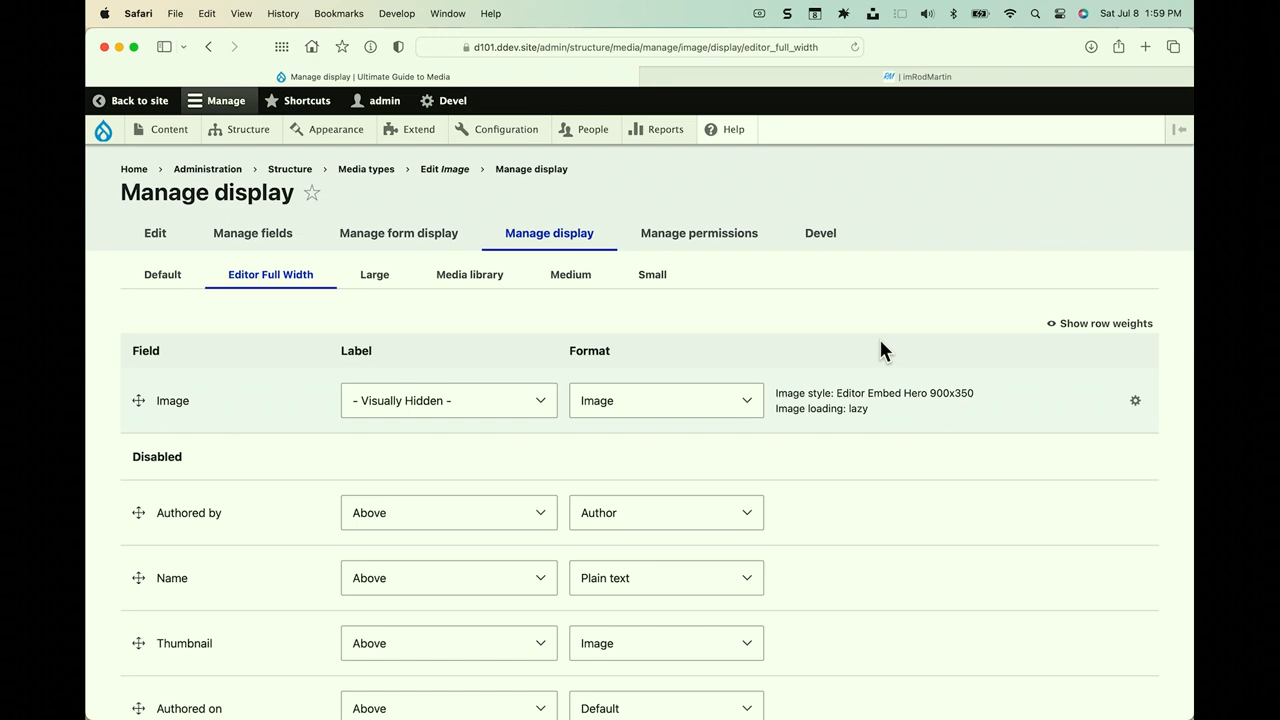 Safari File Edit View History Bookmarks Develop Window Help Sat Jul 8 1:59 PM
d101.ddev.site/admin/structure/media/manage/image/display/editor_full_width
Manage display | Ultimate Guide to Media
| imRodMartin
Back to site Manage Shortcuts admin Devel
Content Structure Appearance Extend Configuration People Reports Help
Home > Administration > Structure > Media types > Edit Image > Manage display
Manage display
Edit Manage fields Manage form display Manage display Manage permissions Devel
Default Editor Full Width Large Media library Medium Small
Show row weights
Field Label Format
Image - Visually Hidden - Image Image style: Editor Embed Hero 900x350
Image loading: lazy
Disabled
Authored by Above Author
Name Above Plain text
Thumbnail Above Image
Authored on Above Default